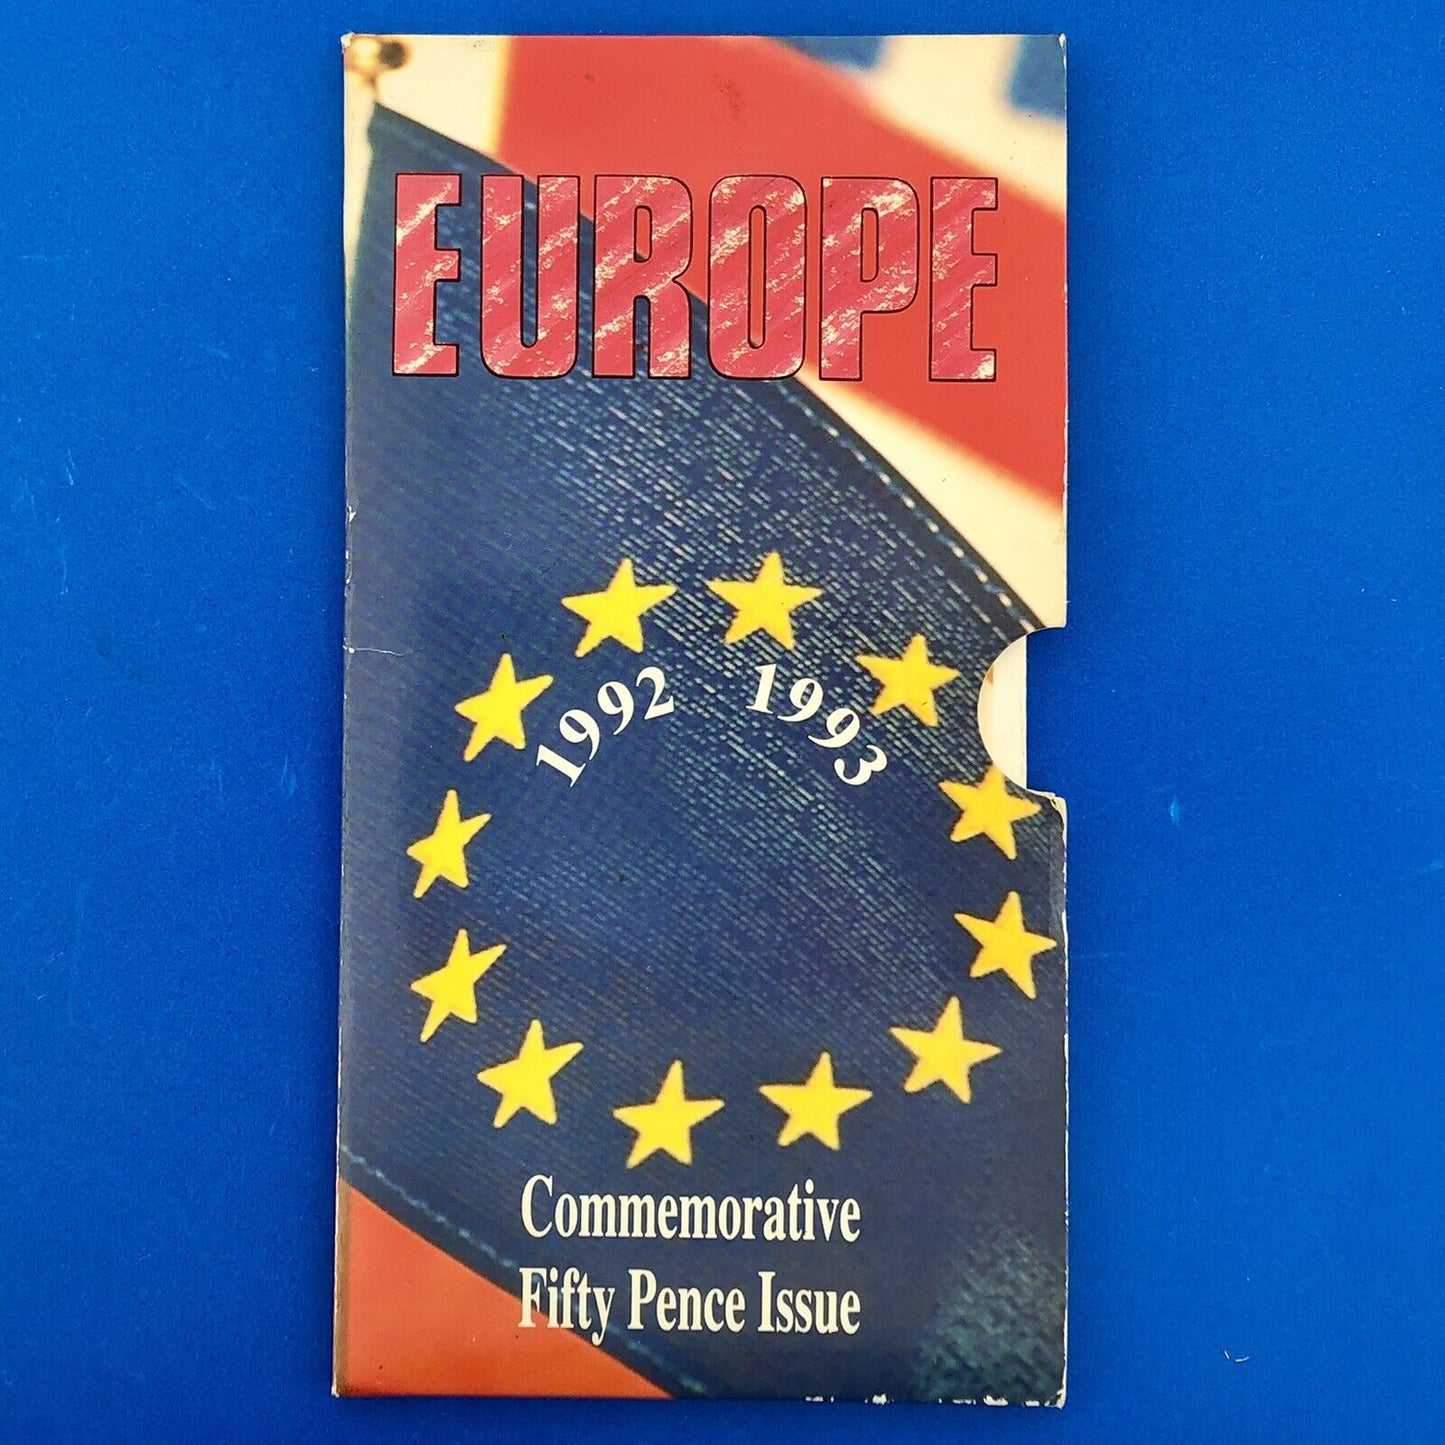 EUROPE
1992 1993
Commemorative
Fifty Pence Issue